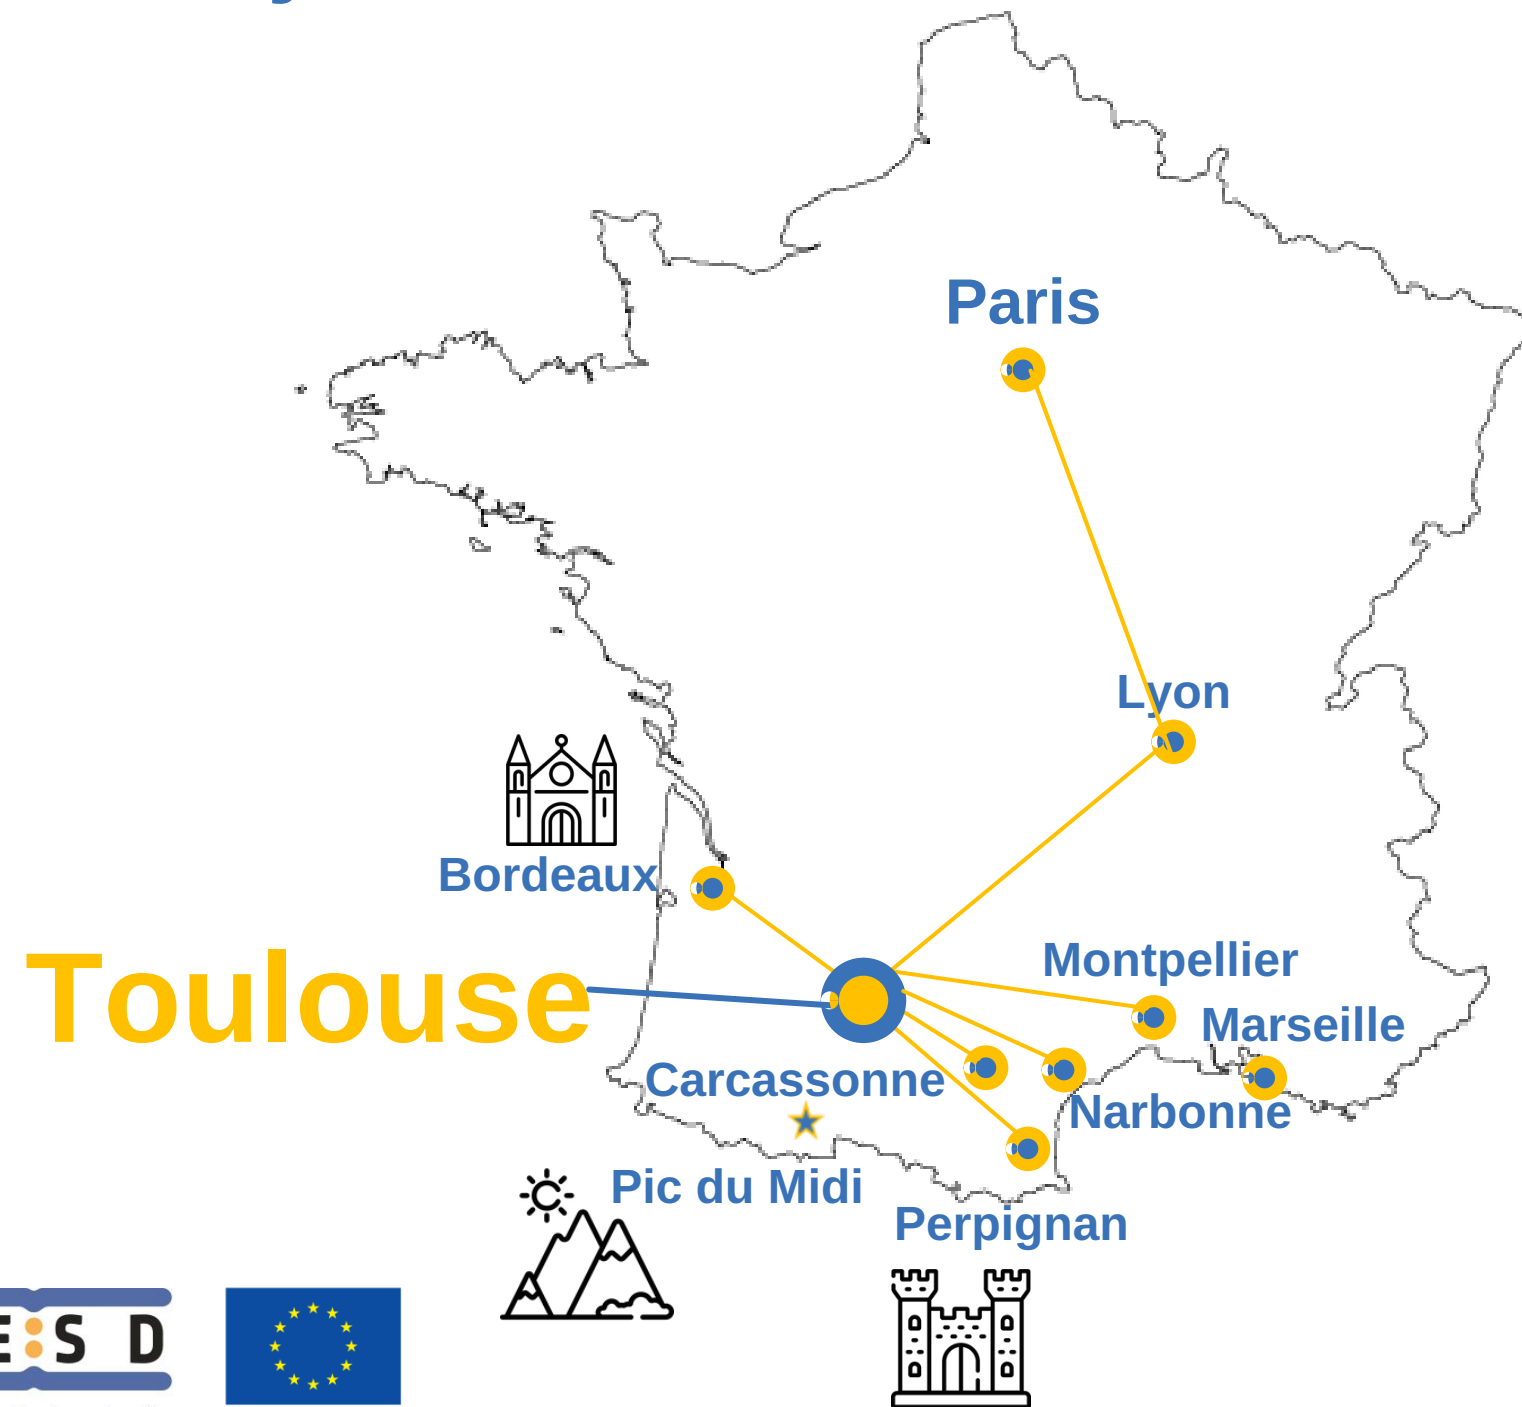 Paris
Lyon
Bordeaux
Toulouse
Montpellier
Marseille
Carcassonne
Narbonne
Pic du Midi
Perpignan
E:S D